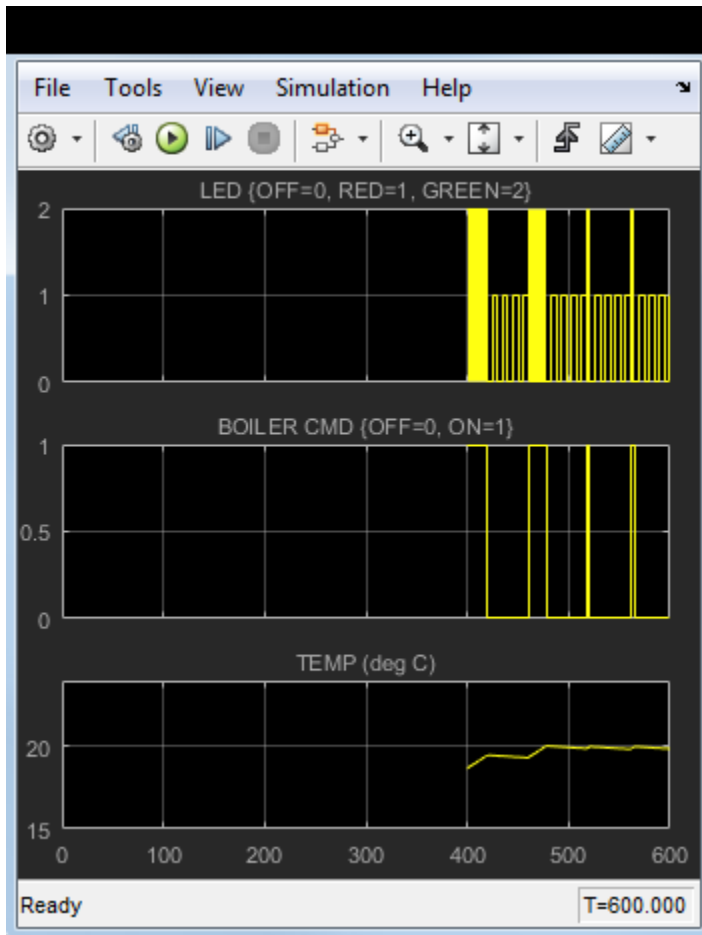 File Tools View Simulation Help
LED {OFF=0, RED=1, GREEN=2}
2
1
0
BOILER CMD {OFF=0, ON=1}
1
0.5
0
TEMP (deg C)
20
15
0 100 200 300 400 500 600
Ready T=600.000